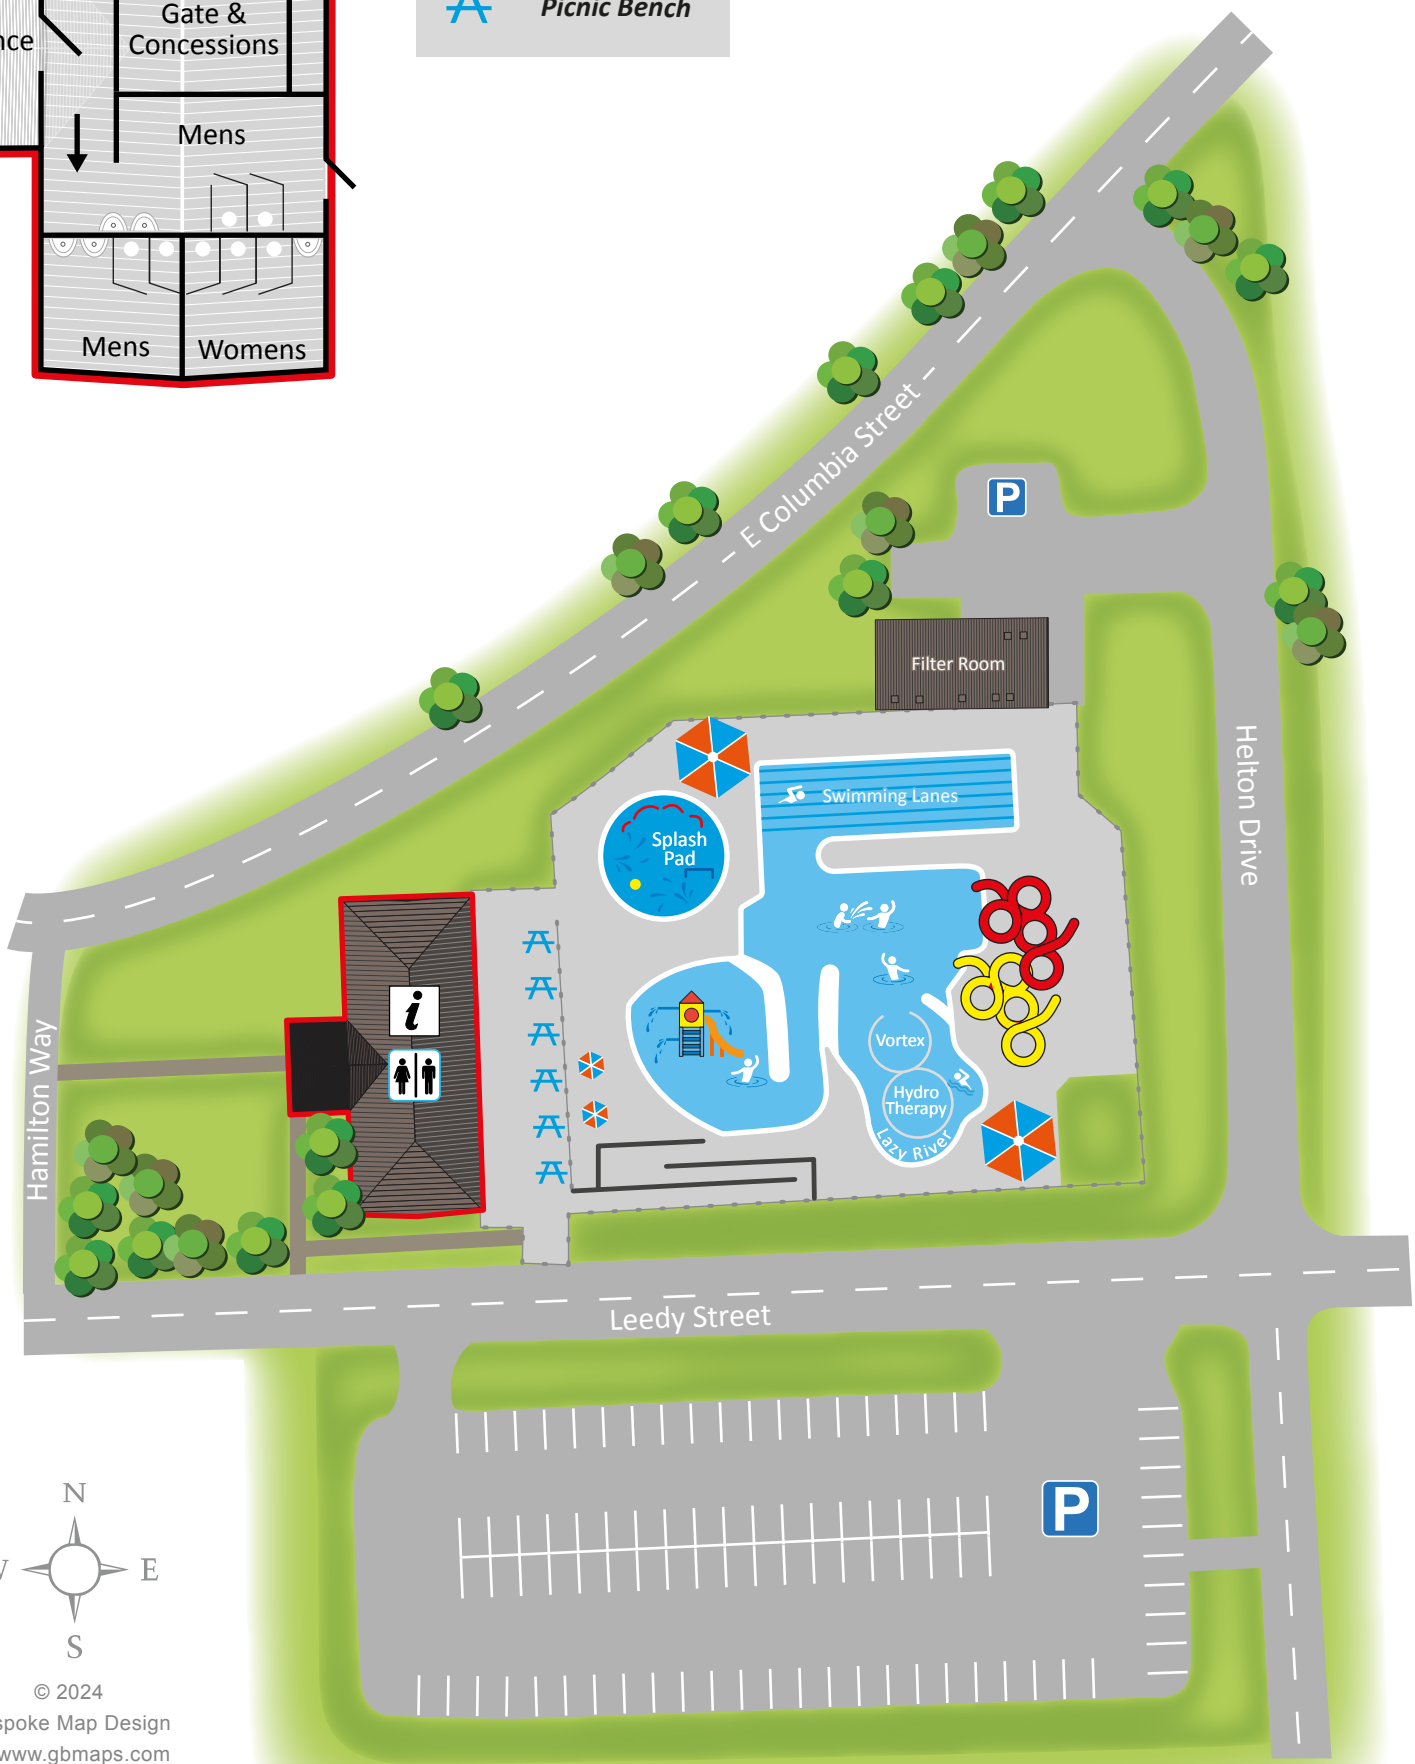 Gate &
Concessions
Mens
Mens
Womens
Picnic Bench
E Columbia Street
P
Filter Room
Helton Drive
Swimming Lanes
Splash
Pad
i
Vortex
Hydro
Therapy
Lazy River
Hamilton Way
Leedy Street
P
N
E
S
© 2024
spoke Map Design
www.gbmaps.com